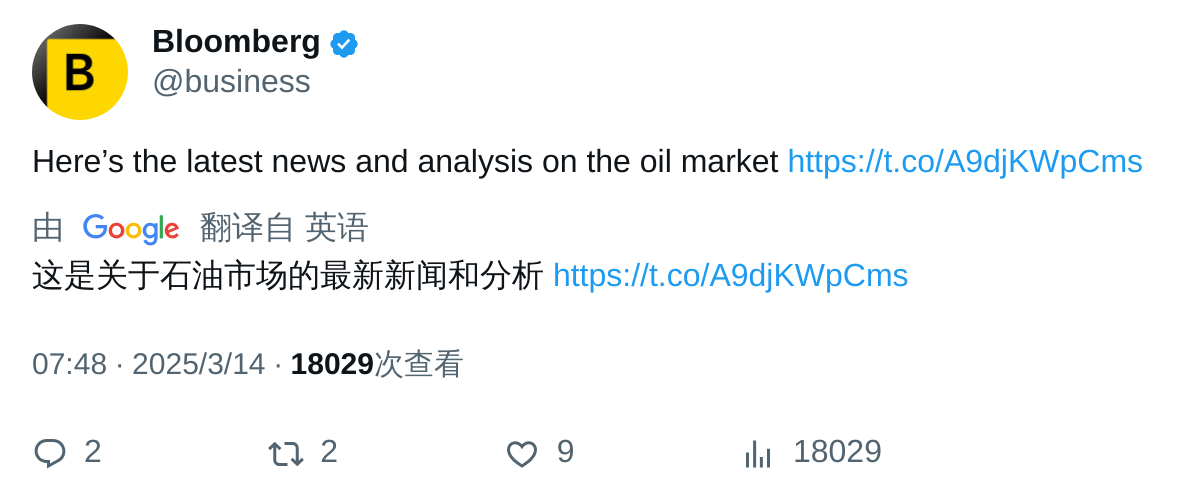 B
Bloomberg
@business
Here’s the latest news and analysis on the oil market https://t.co/A9djKWpCms
由 Google 翻译自 英语
这是关于石油市场的最新新闻和分析 https://t.co/A9djKWpCms
07:48 · 2025/3/14 · 18029次查看
2 2 9 18029